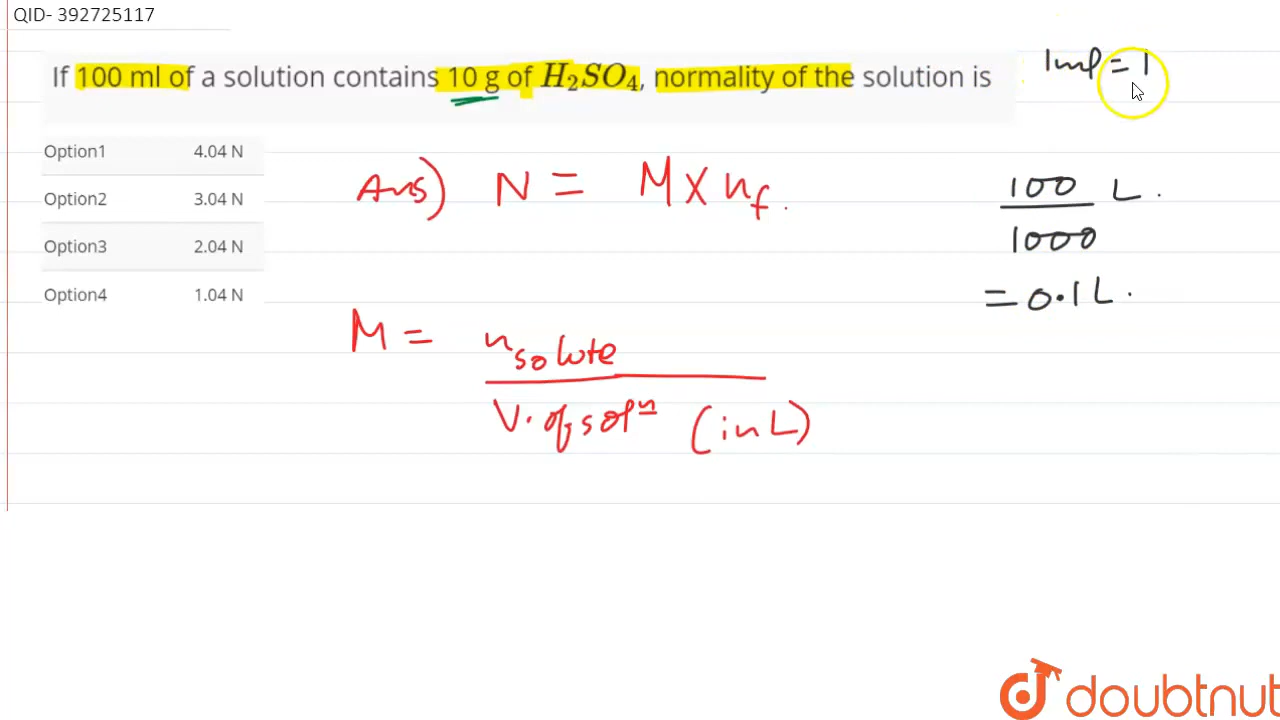 QID- 392725117
If 100 ml of a solution contains 10 g of H₂SO₄, normality of the solution is
1ml = 1
Option1 4.04 N
Option2 3.04 N
Option3 2.04 N
Option4 1.04 N
Ans) N = M X nf.
100
1000 L.
= 0.1 L.
M = nsolute
V. of solⁿ (in L)
doubtnut